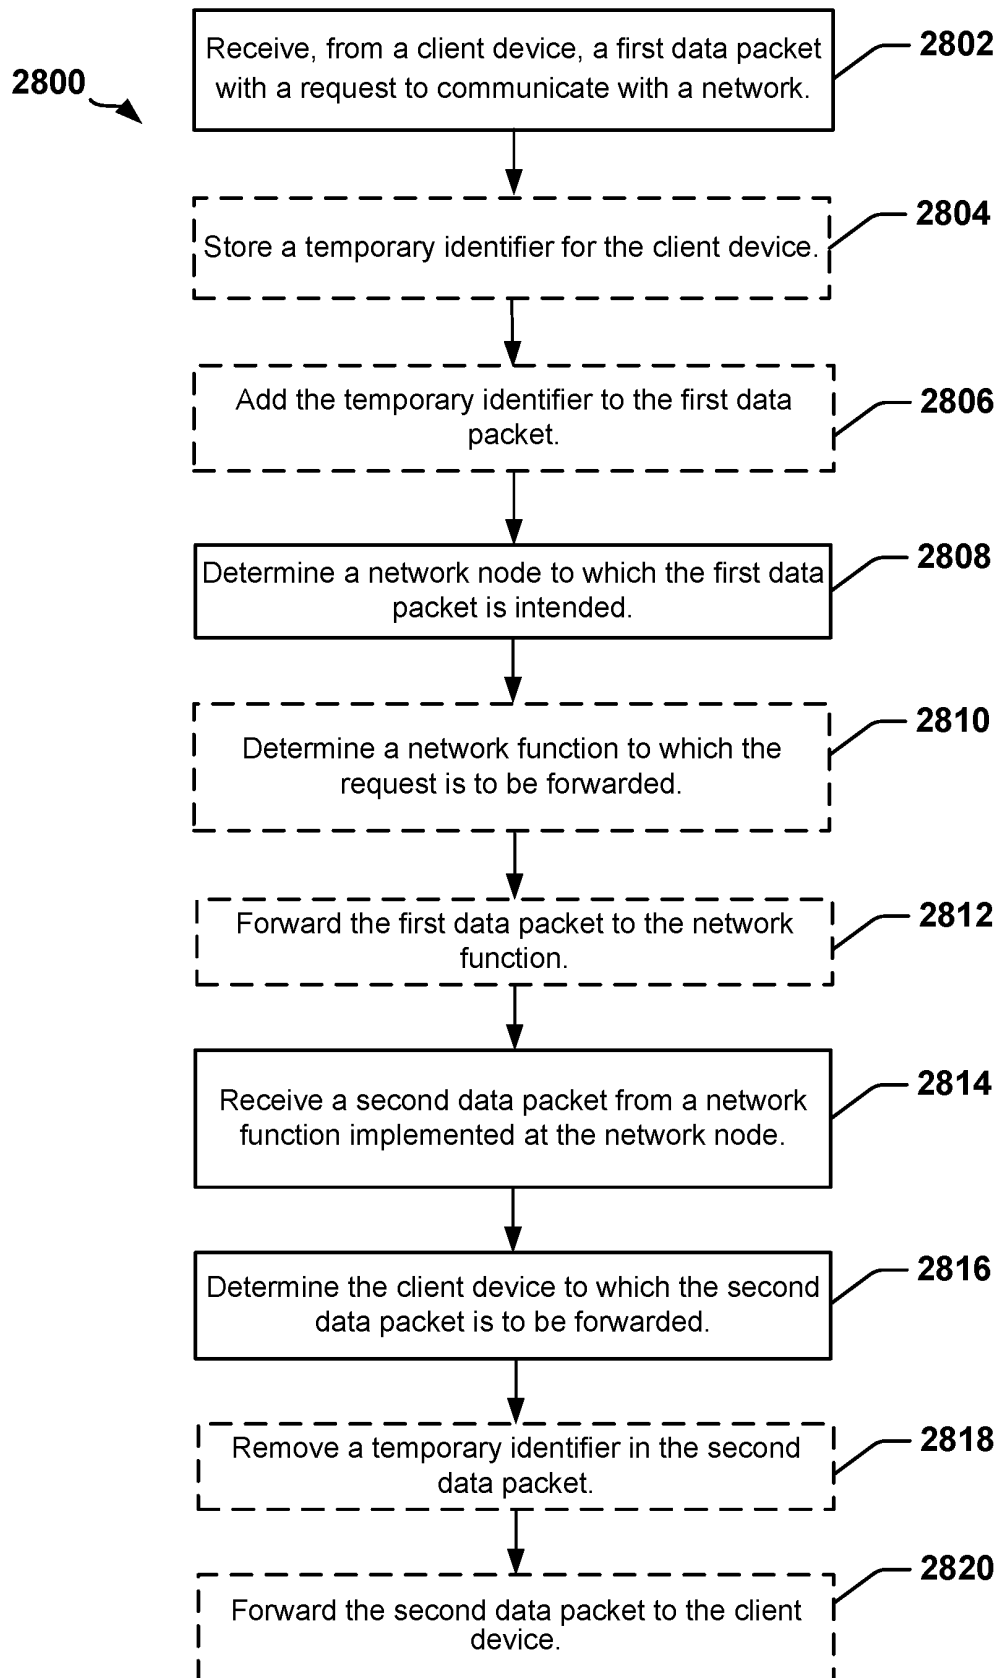 2800
Receive, from a client device, a first data packet
with a request to communicate with a network.
2802
Store a temporary identifier for the client device.
2804
Add the temporary identifier to the first data
packet.
2806
Determine a network node to which the first data
packet is intended.
2808
Determine a network function to which the
request is to be forwarded.
2810
Forward the first data packet to the network
function.
2812
Receive a second data packet from a network
function implemented at the network node.
2814
Determine the client device to which the second
data packet is to be forwarded.
2816
Remove a temporary identifier in the second
data packet.
2818
Forward the second data packet to the client
device.
2820